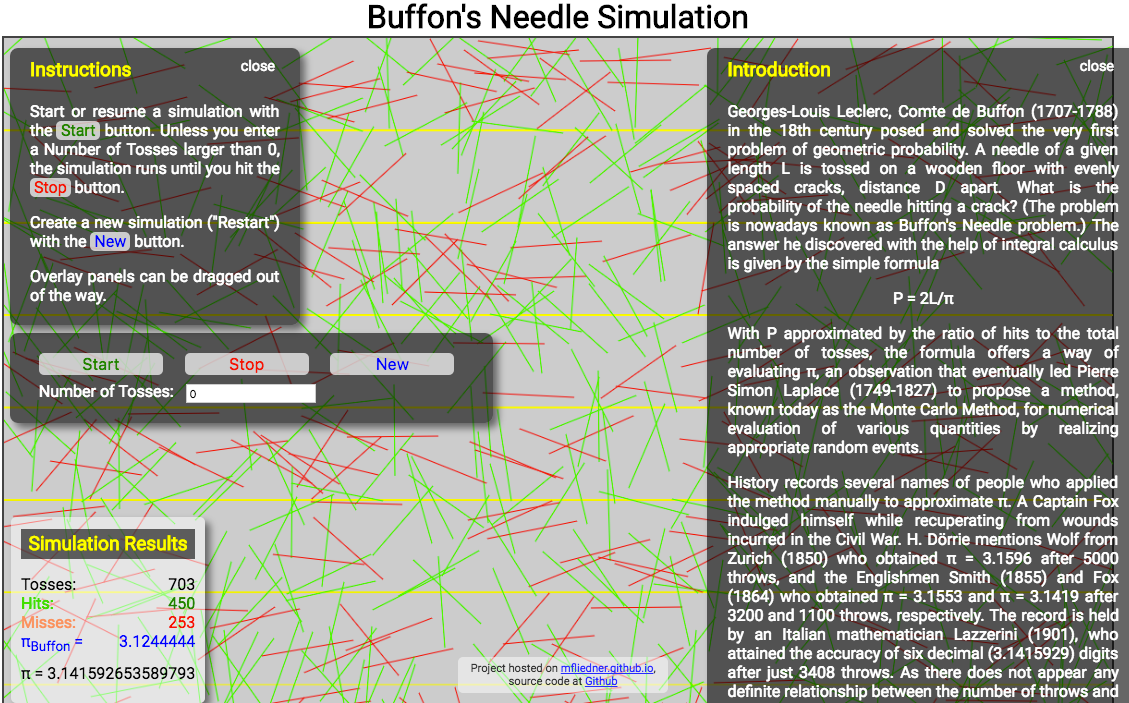 Buffon's Needle Simulation
Instructions
close
Start or resume a simulation with
the Start button. Unless you enter
a Number of Tosses larger than 0,
the simulation runs until you hit the
Stop button.
Create a new simulation ("Restart")
with the New button.
Overlay panels can be dragged out
of the way.
Start
Stop
New
Number of Tosses: 0
Simulation Results
Tosses: 703
Hits: 450
Misses: 253
πBuffon = 3.1244444
π = 3.141592653589793
Project hosted on mfliedner.github.io,
source code at Github
Introduction
close
Georges-Louis Leclerc, Comte de Buffon (1707-1788)
in the 18th century posed and solved the very first
problem of geometric probability. A needle of a given
length L is tossed on a wooden floor with evenly
spaced cracks, distance D apart. What is the
probability of the needle hitting a crack? (The problem
is nowadays known as Buffon's Needle problem.) The
answer he discovered with the help of integral calculus
is given by the simple formula
P = 2L/π
With P approximated by the ratio of hits to the total
number of tosses, the formula offers a way of
evaluating π, an observation that eventually led Pierre
Simon Laplace (1749-1827) to propose a method,
known today as the Monte Carlo Method, for numerical
evaluation of various quantities by realizing
appropriate random events.
History records several names of people who applied
the method manually to approximate π. A Captain Fox
indulged himself while recuperating from wounds
incurred in the Civil War. H. Dörrie mentions Wolf from
Zurich (1850) who obtained π = 3.1596 after 5000
throws, and the Englishmen Smith (1855) and Fox
(1864) who obtained π = 3.1553 and π = 3.1419 after
3200 and 1100 throws, respectively. The record is held
by an Italian mathematician Lazzerini (1901), who
attained the accuracy of six decimal (3.1415929) digits
after just 3408 throws. As there does not appear any
definite relationship between the number of throws and